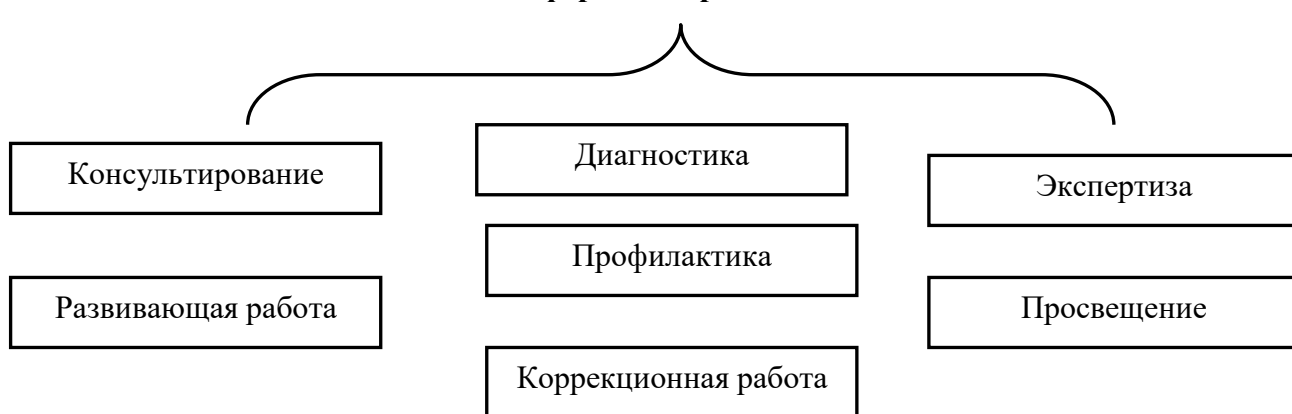 Консультирование
Диагностика
Экспертиза
Профилактика
Развивающая работа
Просвещение
Коррекционная работа